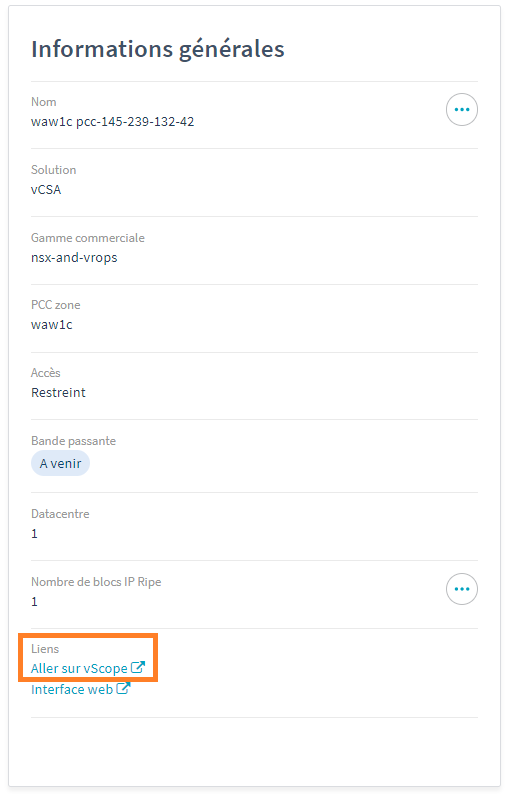 Informations générales
Nom
waw1c pcc-145-239-132-42
Solution
vCSA
Gamme commerciale
nsx-and-vrops
PCC zone
waw1c
Accès
Restreint
Bande passante
A venir
Datacentre
1
Nombre de blocs IP Ripe
1
Liens
Aller sur vScope
Interface web